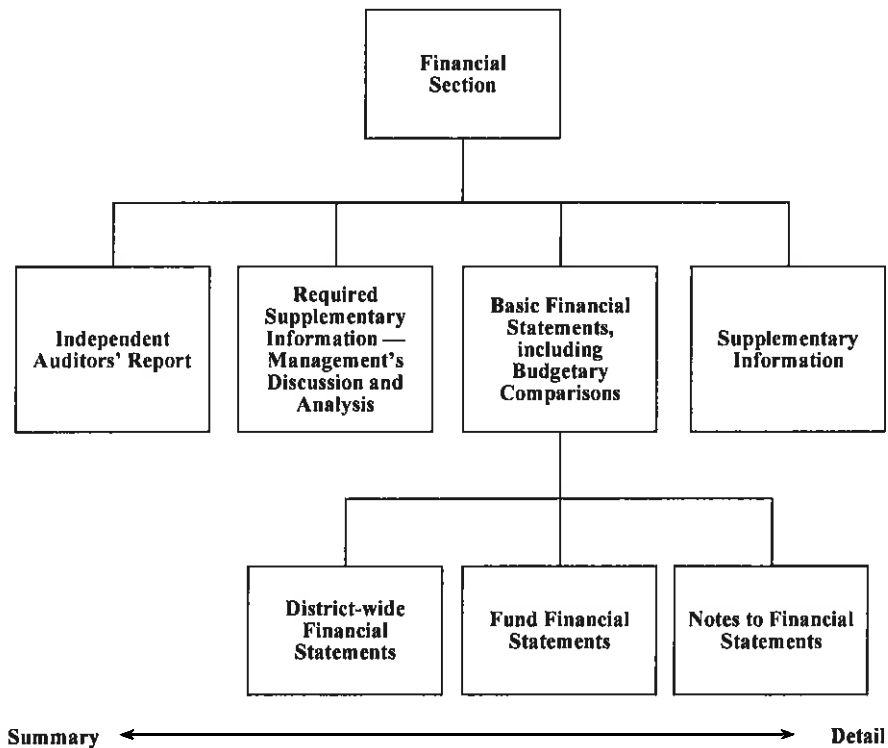 Financial
Section
Independent
Auditors' Report
Required
Supplementary
Information —
Management's
Discussion and
Analysis
Basic Financial
Statements,
including
Budgetary
Comparisons
Supplementary
Information
District-wide
Financial
Statements
Fund Financial
Statements
Notes to Financial
Statements
Summary
Detail